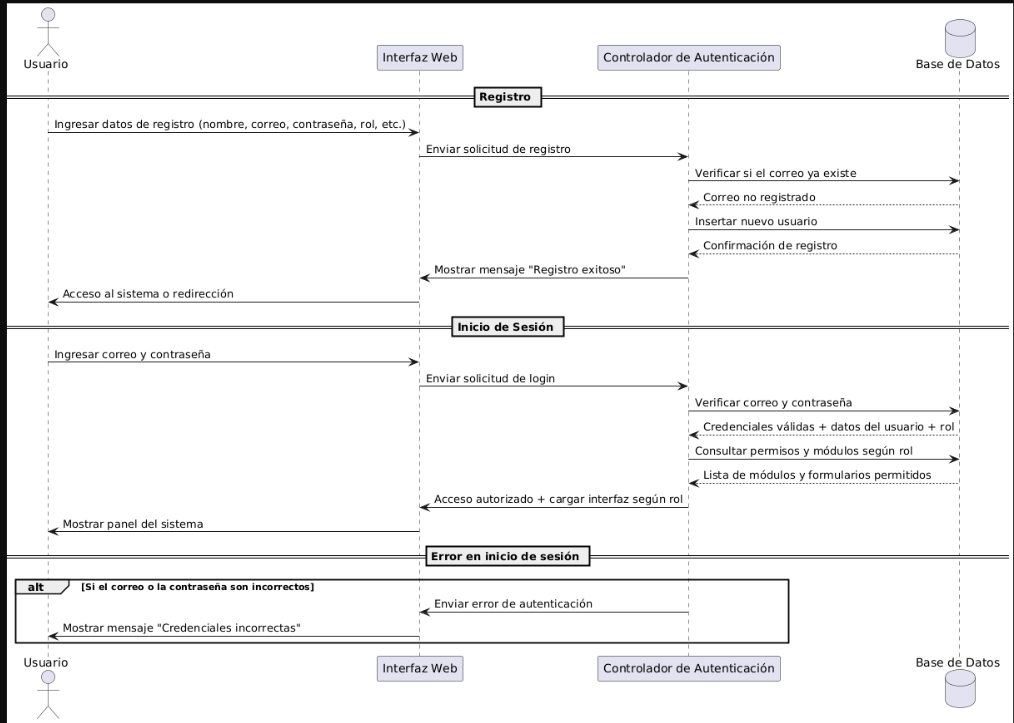 Usuario
Interfaz Web
Controlador de Autenticación
Base de Datos
Registro
Ingresar datos de registro (nombre, correo, contraseña, rol, etc.)
Enviar solicitud de registro
Verificar si el correo ya existe
Correo no registrado
Insertar nuevo usuario
Confirmación de registro
Mostrar mensaje "Registro exitoso"
Acceso al sistema o redirección
Inicio de Sesión
Ingresar correo y contraseña
Enviar solicitud de login
Verificar correo y contraseña
Credenciales válidas + datos del usuario + rol
Consultar permisos y módulos según rol
Lista de módulos y formularios permitidos
Acceso autorizado + cargar interfaz según rol
Mostrar panel del sistema
Error en inicio de sesión
alt [Si el correo o la contraseña son incorrectos]
Enviar error de autenticación
Mostrar mensaje "Credenciales incorrectas"
Usuario
Interfaz Web
Controlador de Autenticación
Base de Datos